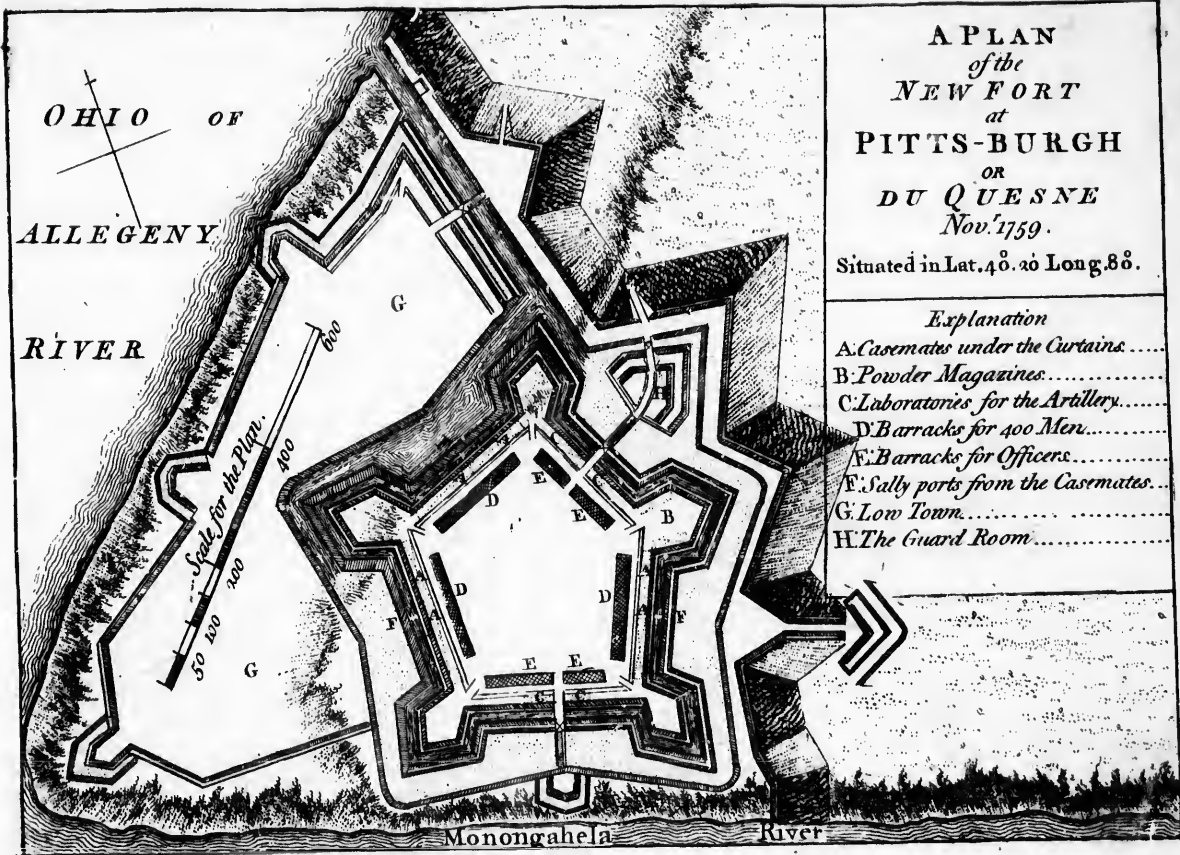 A PLAN
of the
NEW FORT
at
PITTS-BURGH
OR
DU QUESNE
Novr. 1759.
Situated in Lat. 40°. 20 Long. 80°.
Explanation
A. Casemates under the Curtains.....
B. Powder Magazines................
C. Laboratories for the Artillery......
D. Barracks for 400 Men..........
E. Barracks for Officers............
F. Sally ports from the Casemates...
G. Low Town..................
H. The Guard Room..............
OHIO OF
ALLEGENY
RIVER
G
600
400
200
100
50
Scale for the Plan.
G
H
A
C
A
D
E
C
E
B
A
D
A
F
A
D
A
F
E
E
C
C
Monongahela River